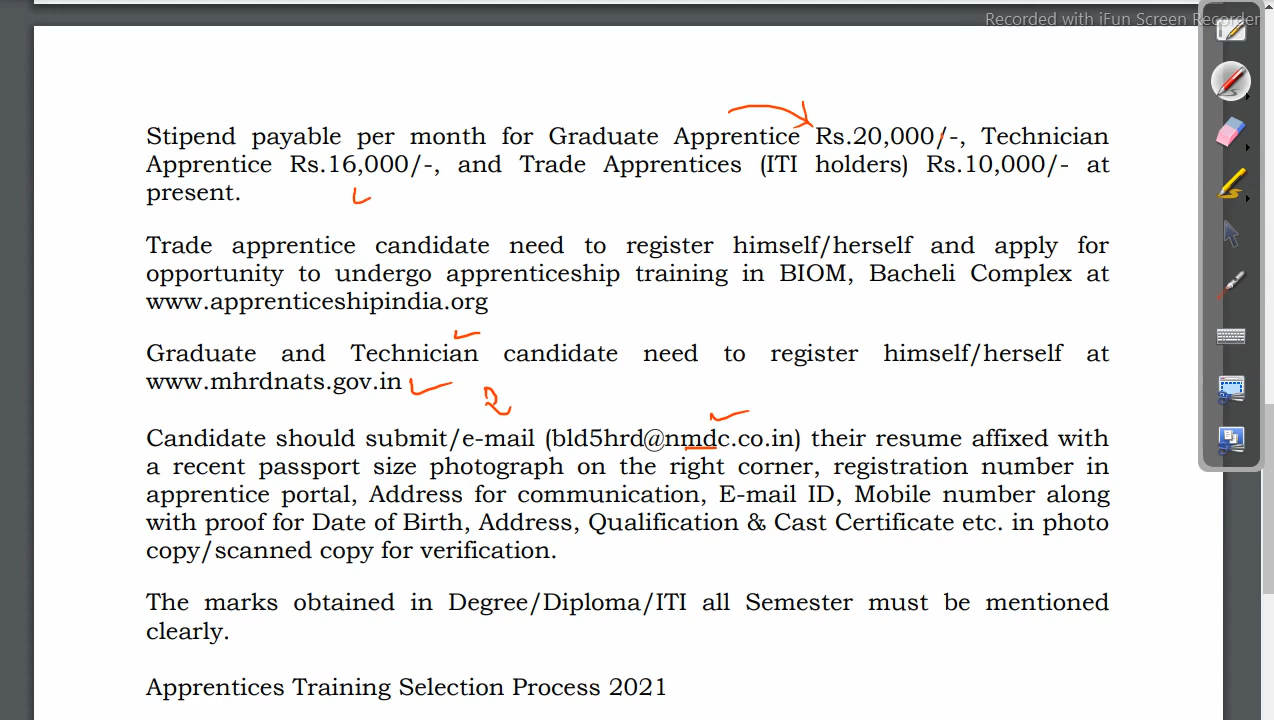 Recorded with iFun Screen Recorder
Stipend payable per month for Graduate Apprentice Rs.20,000/-, Technician
Apprentice Rs.16,000/-, and Trade Apprentices (ITI holders) Rs.10,000/- at
present.
Trade apprentice candidate need to register himself/herself and apply for
opportunity to undergo apprenticeship training in BIOM, Bacheli Complex at
www.apprenticeshipindia.org
Graduate and Technician candidate need to register himself/herself at
www.mhrdnats.gov.in
2
Candidate should submit/e-mail (bld5hrd@nmdc.co.in) their resume affixed with
a recent passport size photograph on the right corner, registration number in
apprentice portal, Address for communication, E-mail ID, Mobile number along
with proof for Date of Birth, Address, Qualification & Cast Certificate etc. in photo
copy/scanned copy for verification.
The marks obtained in Degree/Diploma/ITI all Semester must be mentioned
clearly.
Apprentices Training Selection Process 2021